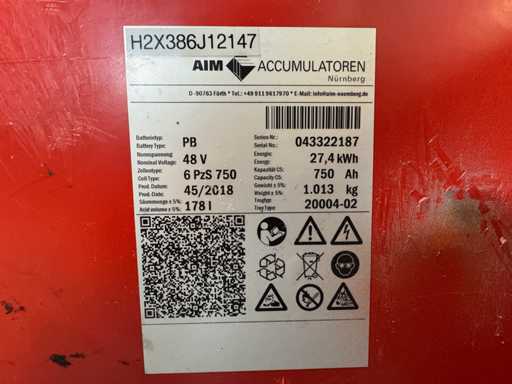 H2X386J12147
AIM ACCUMULATOREN
Nürnberg
D-90763 Fürth * Tel.: +49 911 9617970 * E-Mail: info@aim-nuernberg.de
Batterietyp:
Battery Type: PB
Nennspannung:
Nominal Voltage: 48 V
Zellentype:
Cell Type: 6 PzS 750
Prod. Datum:
Prod. Date: 45/2018
Säuremenge ± 5%:
Acid volume ± 5%: 178 l
Serien Nr.:
Serial No.: 043322187
Energie:
Energy: 27,4 kWh
Kapazität C5:
Capacity C5: 750 Ah
Gewicht ± 5%:
Weight ± 5%: 1.013 kg
Trogtyp:
Tray Type: 20004-02